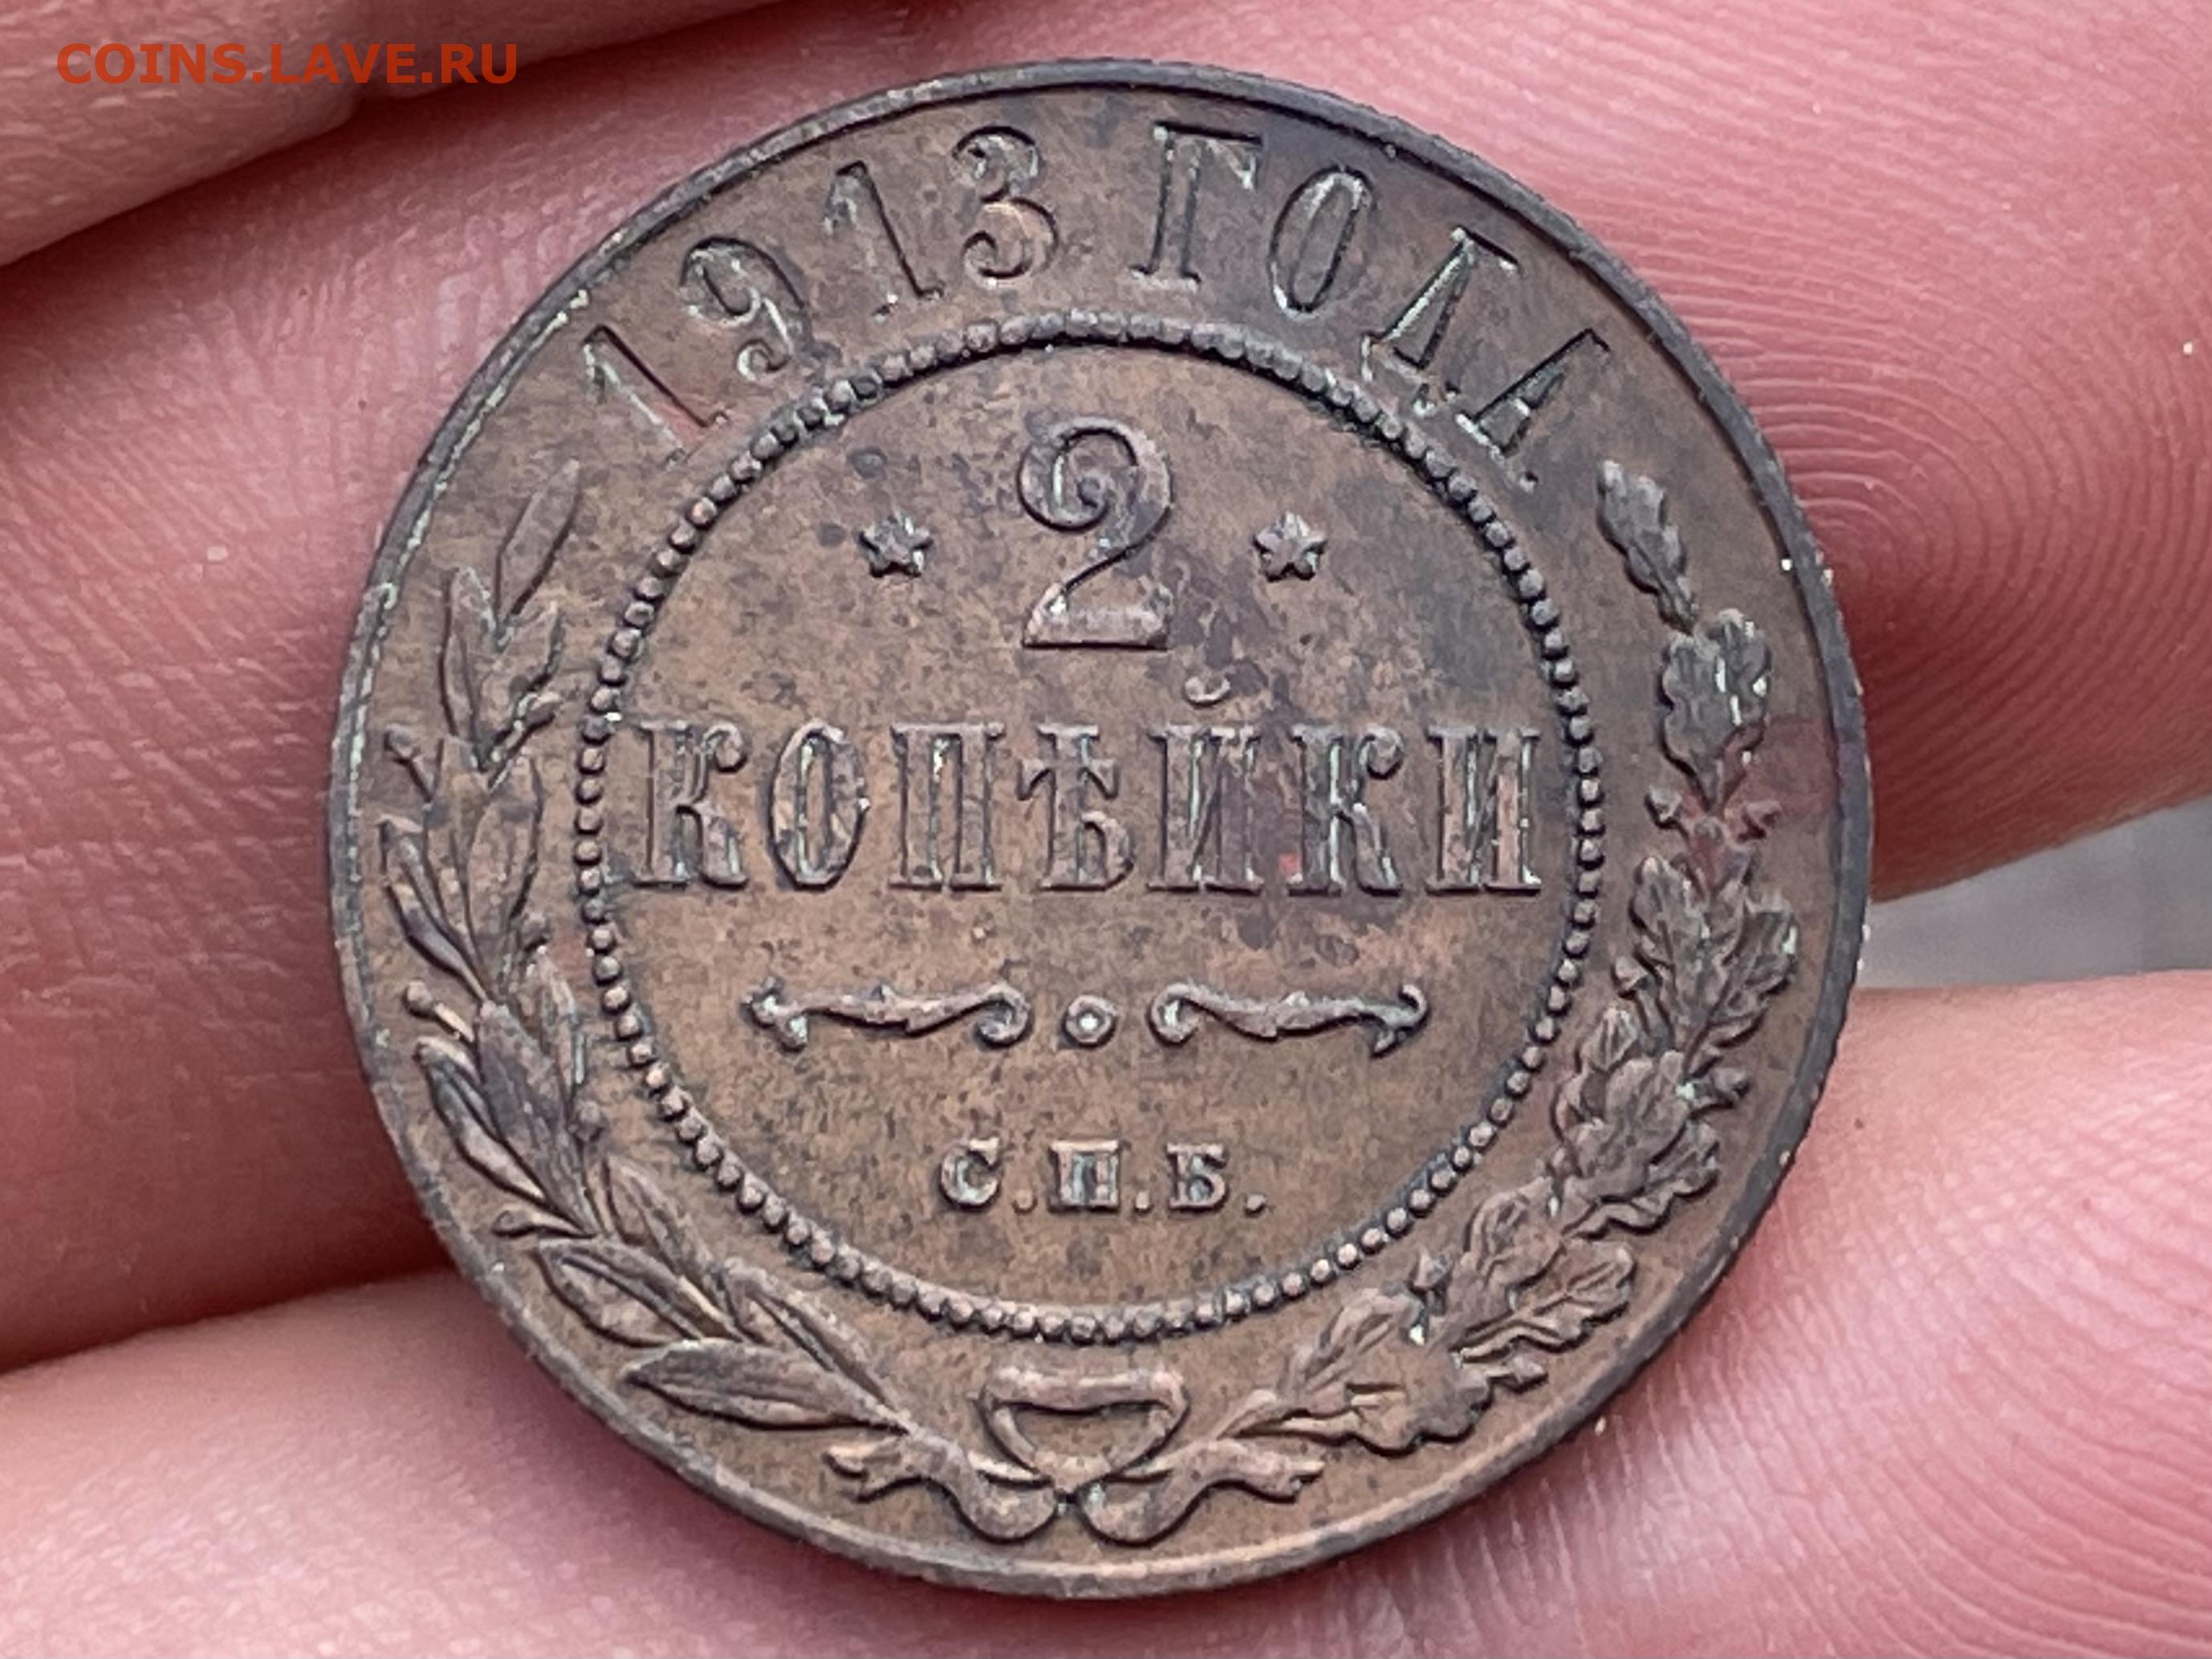 COINS.LAVE.RU
1913 ГОДА.
2
КОПѢЙКИ
С.П.Б.